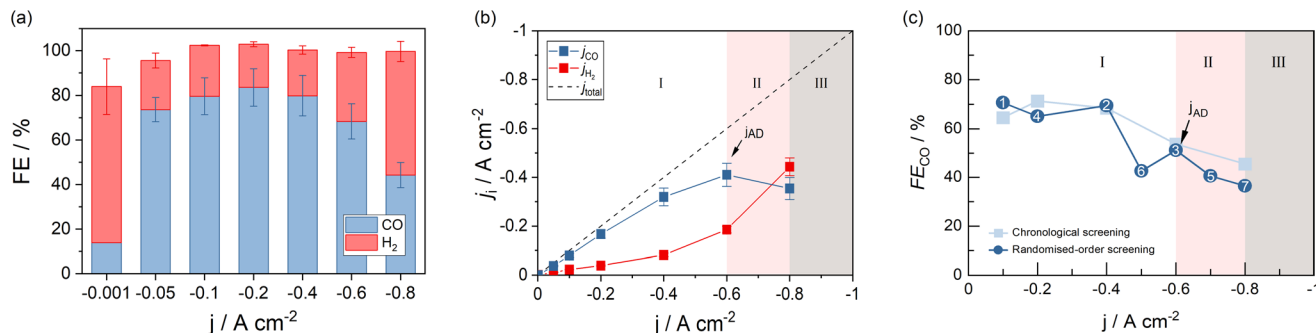 (a)
FE / %
100
80
60
40
20
0
CO
H2
-0.001 -0.05 -0.1 -0.2 -0.4 -0.6 -0.8
j / A cm-2
(b)
ji / A cm-2
-1
-0.8
-0.6
-0.4
-0.2
0
jCO
jH2
jtotal
I II III
jAD
0 -0.2 -0.4 -0.6 -0.8 -1
j / A cm-2
(c)
FECO / %
100
80
60
40
20
0
I II III
jAD
1 4 2 6 3 5 7
Chronological screening
Randomised-order screening
0 -0.2 -0.4 -0.6 -0.8 -1
j / A cm-2